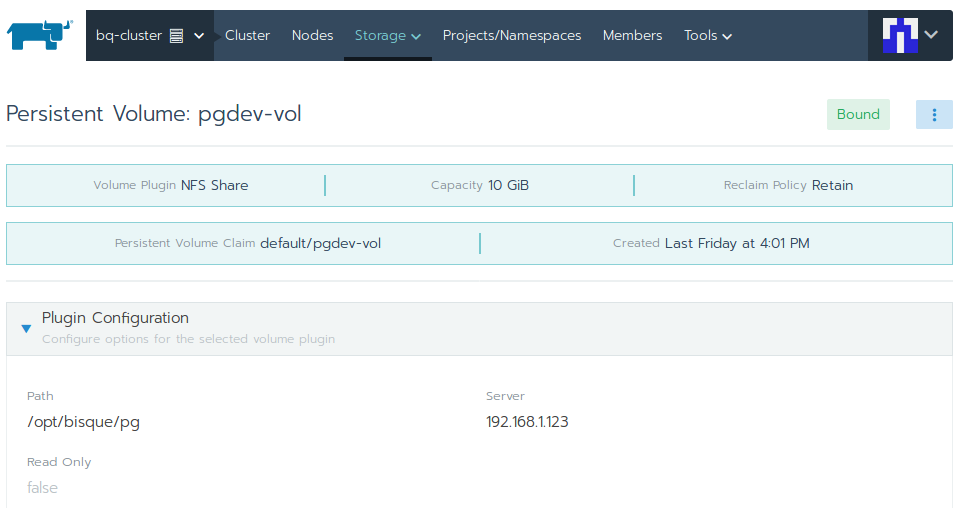 bq-cluster Cluster Nodes Storage Projects/Namespaces Members Tools
Persistent Volume: pgdev-vol Bound
Volume Plugin NFS Share Capacity 10 GiB Reclaim Policy Retain
Persistent Volume Claim default/pgdev-vol Created Last Friday at 4:01 PM
Plugin Configuration
Configure options for the selected volume plugin
Path Server
/opt/bisque/pg 192.168.1.123
Read Only
false